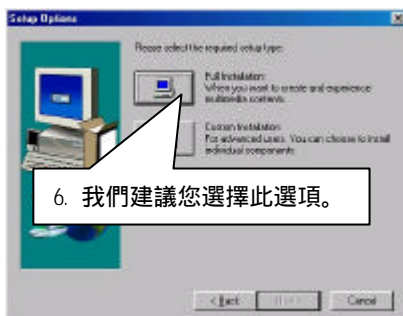 Setup Options
Please select the required setup type:
Full Installation:
When you want to create and experience
multimedia contents.
Custom Installation:
For advanced users. You can choose to install
individual components.
6. 我們建議您選擇此選項。
< Back
Next >
Cancel